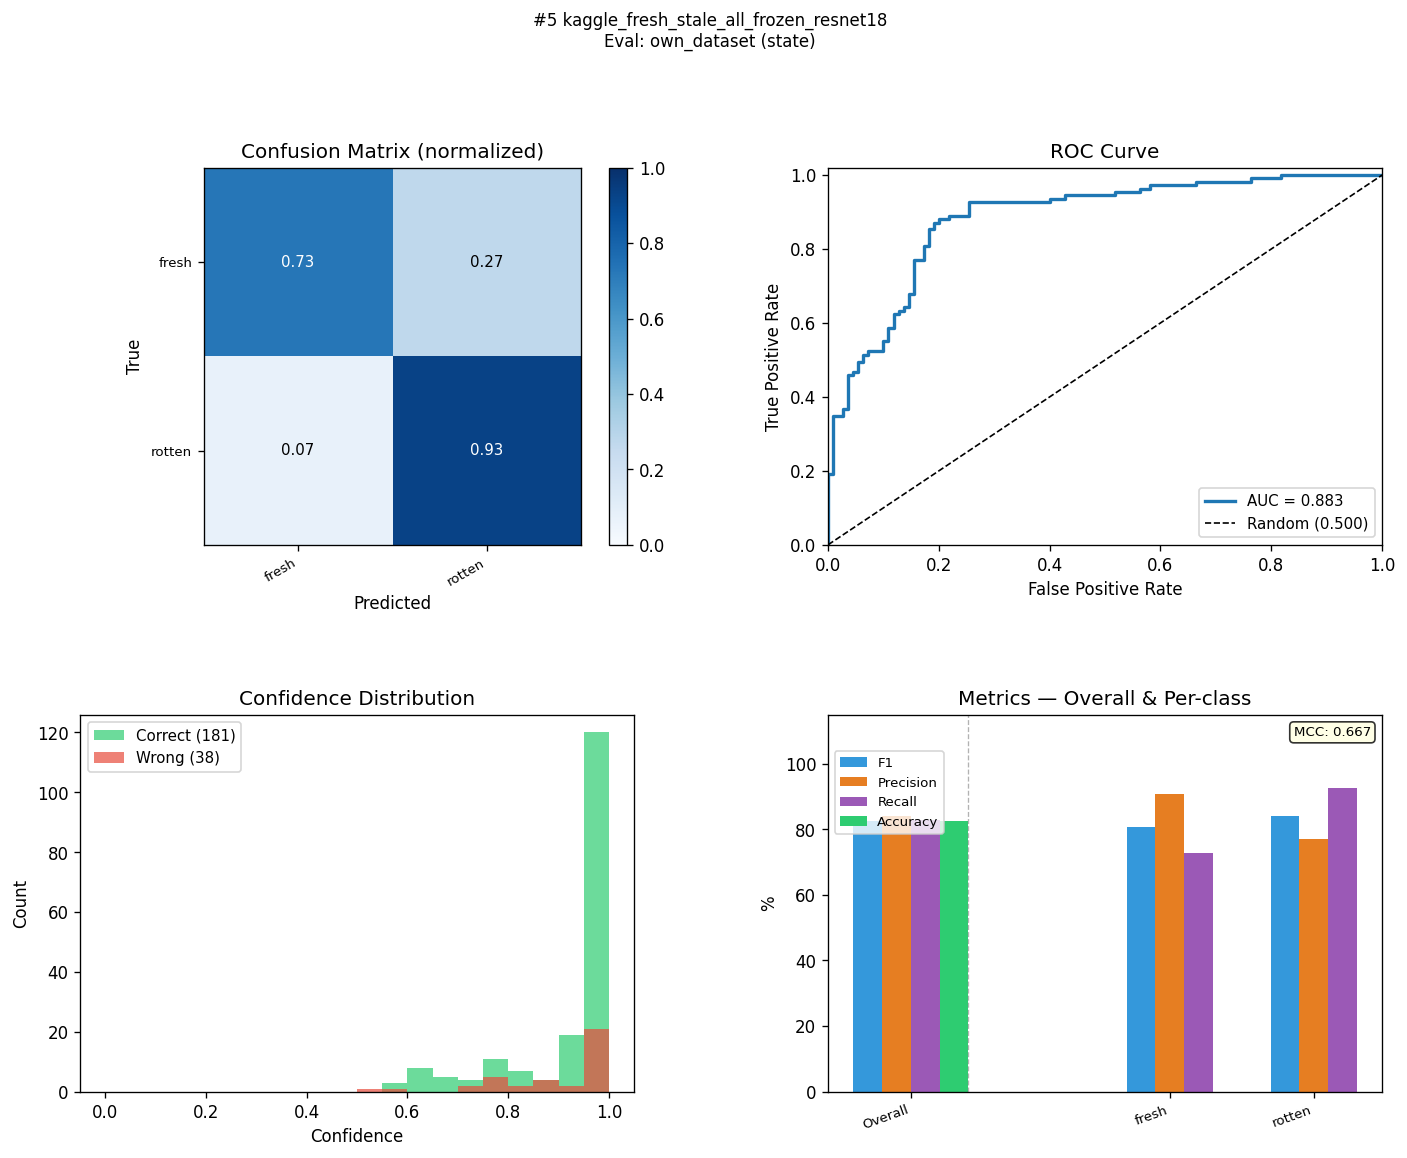 #5 kaggle_fresh_stale_all_frozen_resnet18
Eval: own_dataset (state)
Confusion Matrix (normalized)
True
fresh
rotten
0.73
0.27
0.07
0.93
fresh
rotten
Predicted
1.0
0.8
0.6
0.4
0.2
0.0
ROC Curve
True Positive Rate
1.0
0.8
0.6
0.4
0.2
0.0
AUC = 0.883
Random (0.500)
0.0 0.2 0.4 0.6 0.8 1.0
False Positive Rate
Confidence Distribution
Count
120
100
80
60
40
20
0
Correct (181)
Wrong (38)
0.0 0.2 0.4 0.6 0.8 1.0
Confidence
Metrics — Overall & Per-class
%
100
80
60
40
20
0
F1
Precision
Recall
Accuracy
MCC: 0.667
Overall
fresh
rotten